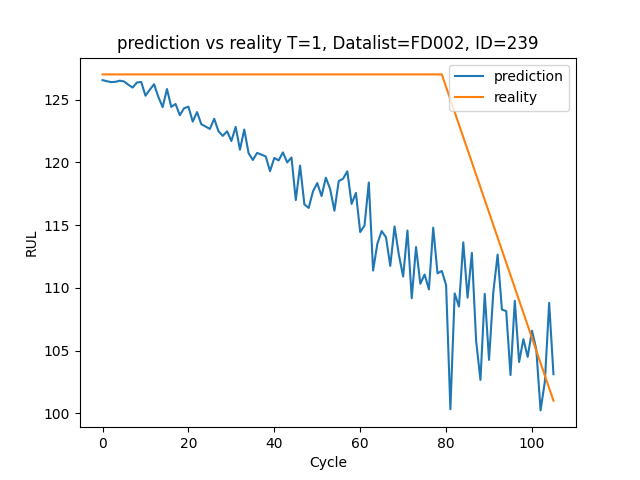 prediction vs reality T=1, Datalist=FD002, ID=239
prediction
reality
RUL
125
120
115
110
105
100
0 20 40 60 80 100
Cycle